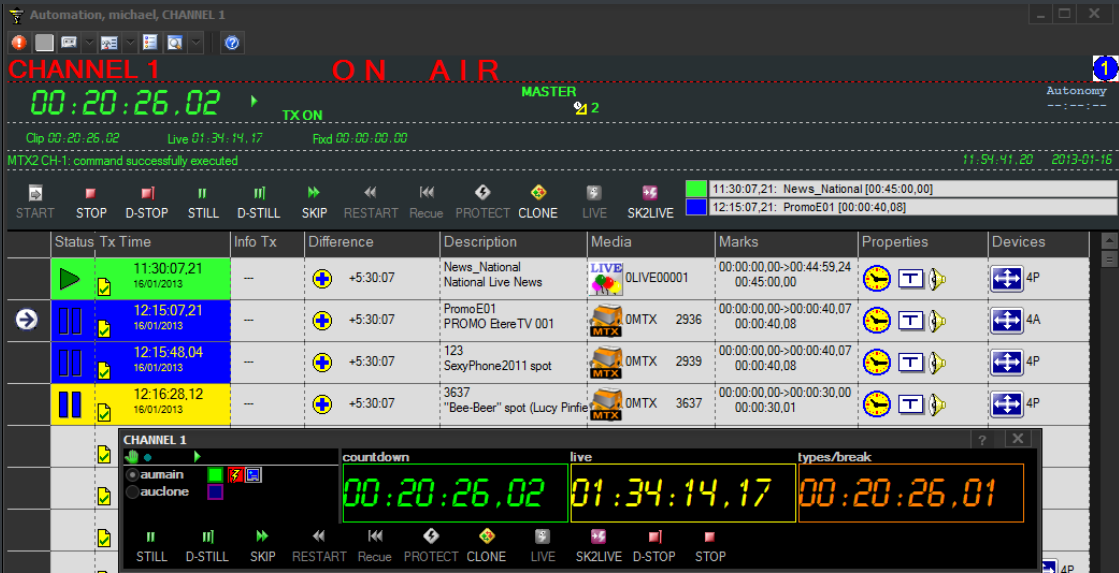 Automation, michael, CHANNEL 1
CHANNEL 1 ON AIR 1
00:20:26.02 TX ON MASTER 2 Autonomy --:--:--
Clip 00:20:26.02 Live 01:34:14.17 Fixd 00:00:00.00
MTX2 CH-1: command successfully executed 11:54:41.20 2013-01-16
START STOP D-STOP STILL D-STILL SKIP RESTART Recue PROTECT CLONE LIVE SK2LIVE
11:30:07,21: News_National [00:45:00,00]
12:15:07,21: PromoE01 [00:00:40,08]
Status Tx Time Info Tx Difference Description Media Marks Properties Devices
11:30:07,21 --- +5:30:07 News_National LIVE 0LIVE00001 00:00:00,00->00:44:59,24 T 4P
16/01/2013 National Live News 00:45:00,00
12:15:07,21 --- +5:30:07 PromoE01 MTX 0MTX 2936 00:00:00,00->00:00:40,07 T 4A
16/01/2013 PROMO EtereTV 001 00:00:40,08
12:15:48,04 --- +5:30:07 123 MTX 0MTX 2939 00:00:00,00->00:00:40,07 T 4P
16/01/2013 SexyPhone2011 spot 00:00:40,08
12:16:28,12 --- +5:30:07 3637 MTX 0MTX 3637 00:00:00,00->00:00:30,00 T 4P
16/01/2013 "Bee-Beer" spot (Lucy Pinfie 00:00:30,01
CHANNEL 1
countdown live types/break
aumain
auclone
00:20:26,02 01:34:14,17 00:20:26,01
STILL D-STILL SKIP RESTART Recue PROTECT CLONE LIVE SK2LIVE D-STOP STOP
4P